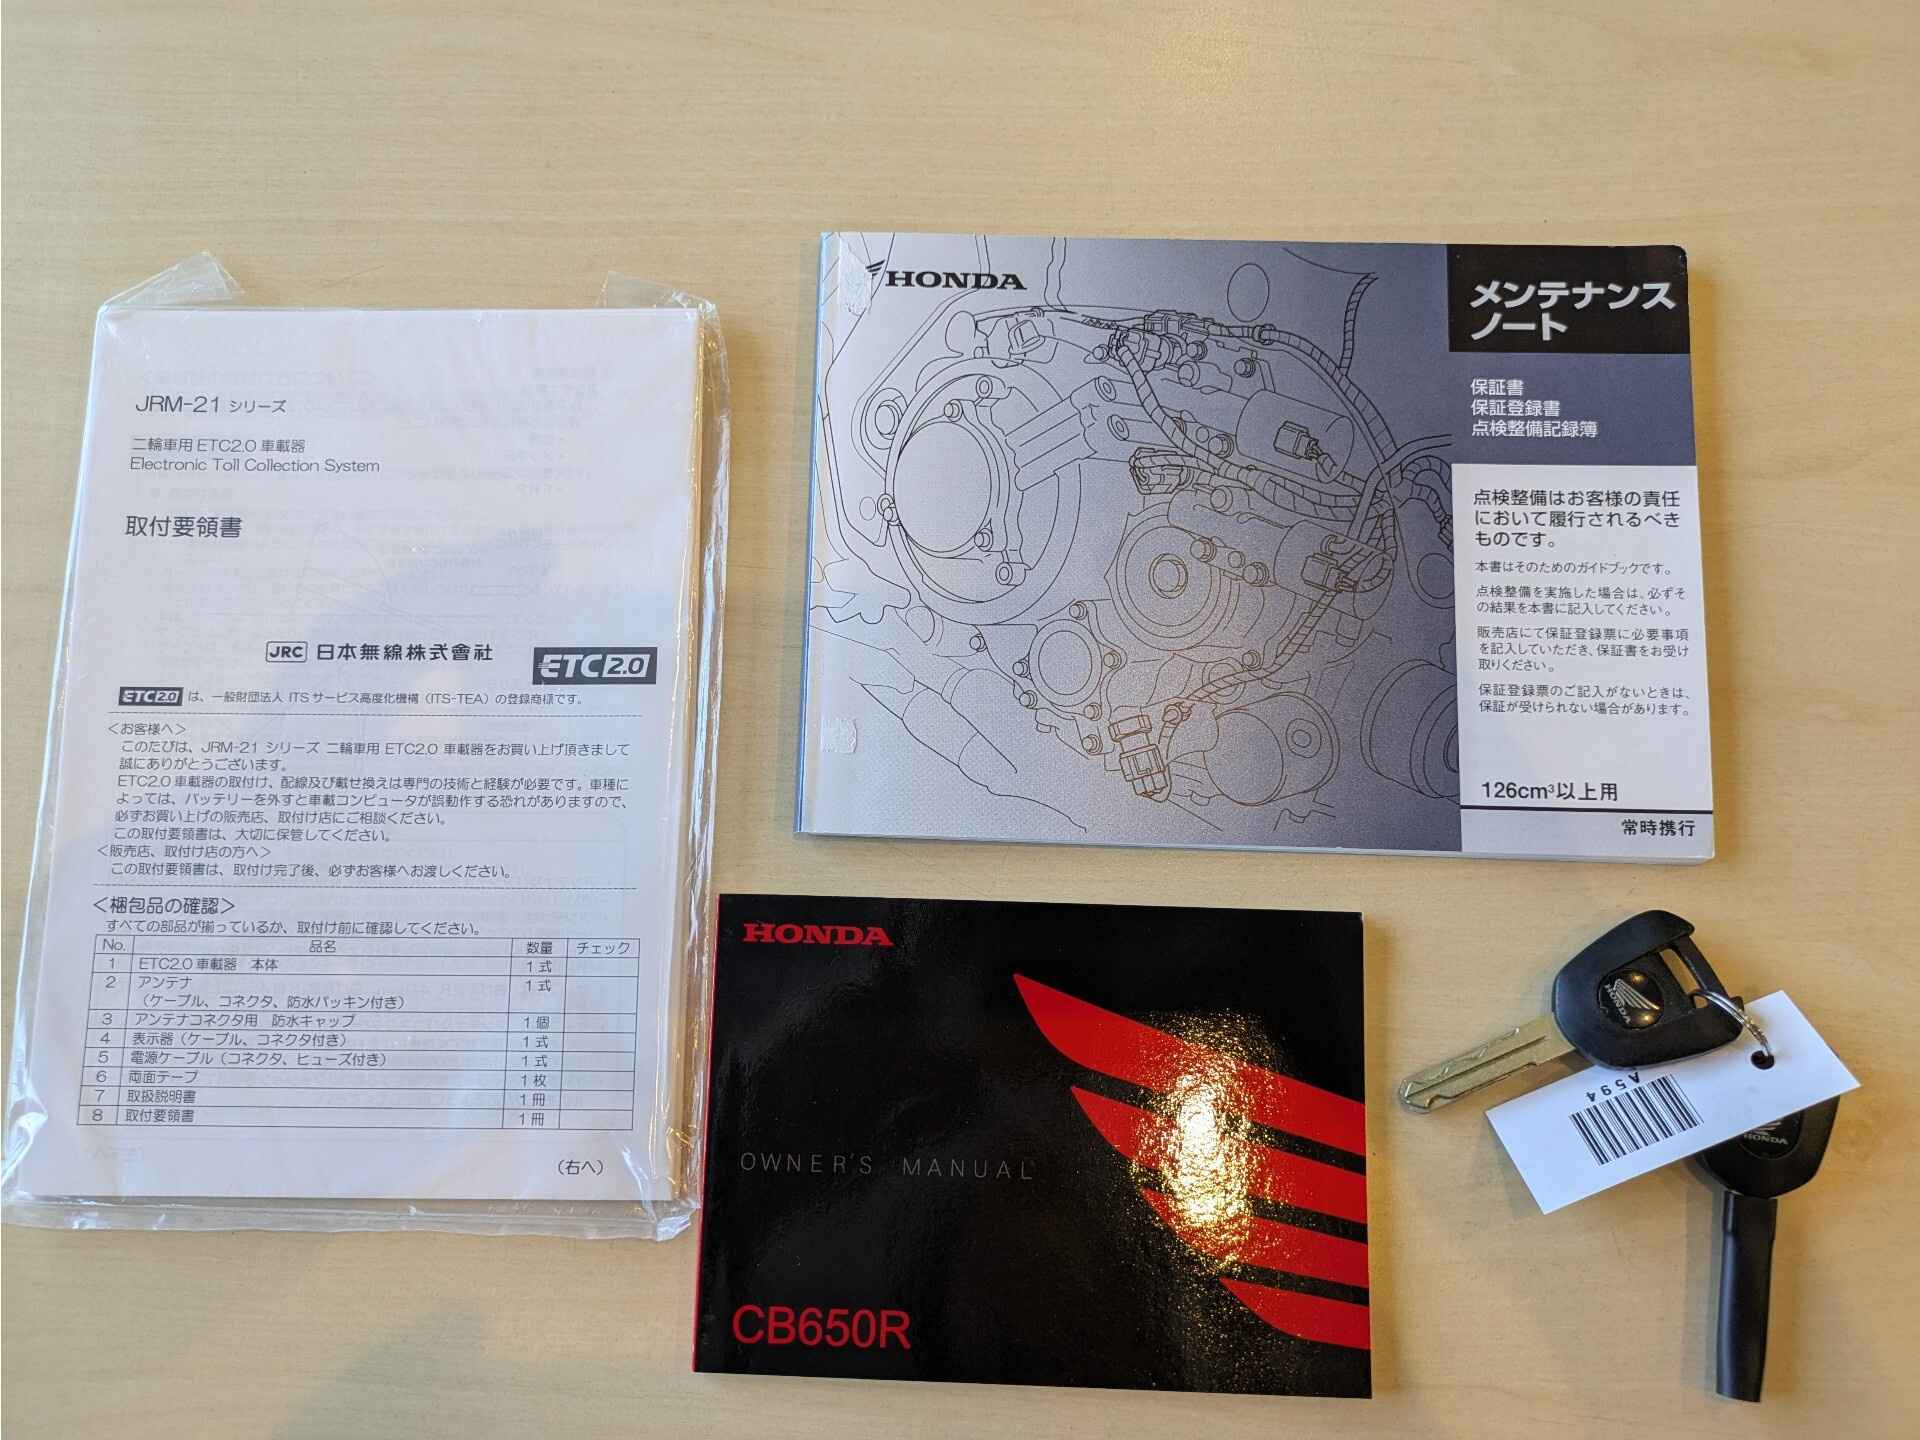 JRM-21 シリーズ
二輪車用 ETC2.0 車載器
Electronic Toll Collection System
取付要領書
JRC 日本無線株式會社
ETC2.0
ETC2.0 は、一般財団法人 ITS サービス高度化機構（ITS-TEA）の登録商標です。
＜お客様へ＞
このたびは、JRM-21 シリーズ 二輪車用 ETC2.0 車載器をお買い上げ頂きまして
誠にありがとうございます。
ETC2.0 車載器の取付け、配線及び載せ換えは専門の技術と経験が必要です。車種に
よっては、バッテリーを外すと車載コンピュータが誤動作する恐れがありますので、
必ずお買い上げの販売店、取付け店にご相談ください。
この取付要領書は、大切に保管してください。
＜販売店、取付け店の方へ＞
この取付要領書は、取付け完了後、必ずお客様へお渡しください。
＜梱包品の確認＞
すべての部品が揃っているか、取付け前に確認してください。
No. 品名 数量 チェック
1 ETC2.0 車載器 本体 1 式
2 アンテナ 1 式
（ケーブル、コネクタ、防水パッキン付き）
3 アンテナコネクタ用 防水キャップ 1 個
4 表示器（ケーブル、コネクタ付き） 1 式
5 電源ケーブル（コネクタ、ヒューズ付き） 1 式
6 両面テープ 1 枚
7 取扱説明書 1 冊
8 取付要領書 1 冊
（右へ）
HONDA
メンテナンス
ノート
保証書
保証登録書
点検整備記録簿
点検整備はお客様の責任
において履行されるべき
ものです。
本書はそのためのガイドブックです。
点検整備を実施した場合は、必ずそ
の結果を本書に記入してください。
販売店にて保証登録票に必要事項
を記入していただき、保証書をお受け
取りください。
保証登録票のご記入がないときは、
保証が受けられない場合があります。
126cm³以上用
常時携行
HONDA
OWNER'S MANUAL
CB650R
HONDA
A594
HONDA